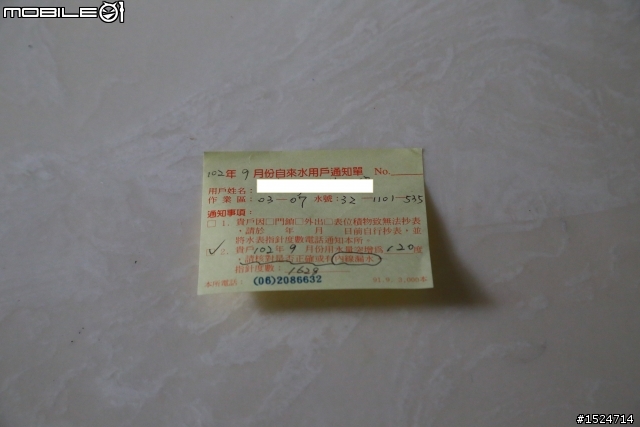 MOBILE01
102年 9月份自來水用戶通知單 No.
用戶姓名:
作業區: 03-07 水號: 32-1101-535
通知事項:
□1. 貴戶因□門鎖□外出□表位積物致無法抄表
,請於 年 月 日前自行抄表,並
將水表指針度數電話通知本所。
✓ 2. 貴戶102年9月份用水量突增為120度
,請核對是否正確或有內線漏水。
指針度數: 1628
本所電話: (06)2086632
#1524714